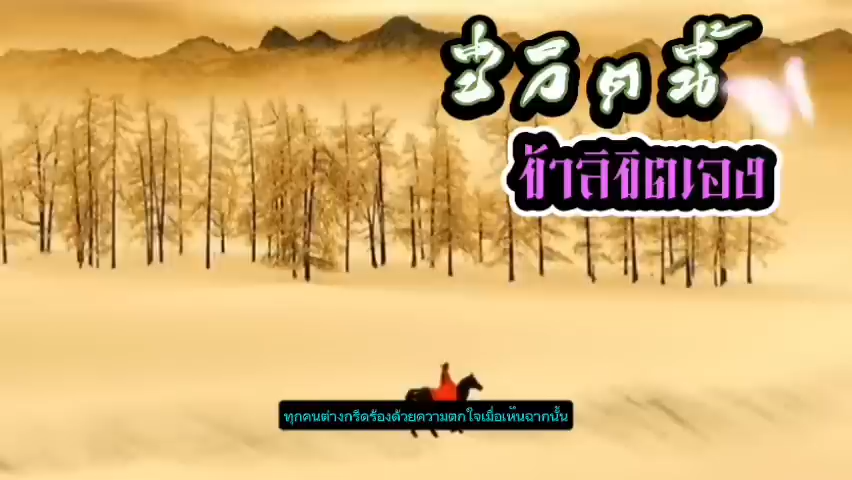 ชีวิตนี้
ข้าลิขิตเอง
ทุกคนต่างกรีดร้องด้วยความตกใจเมื่อเห็นฉากนั้น